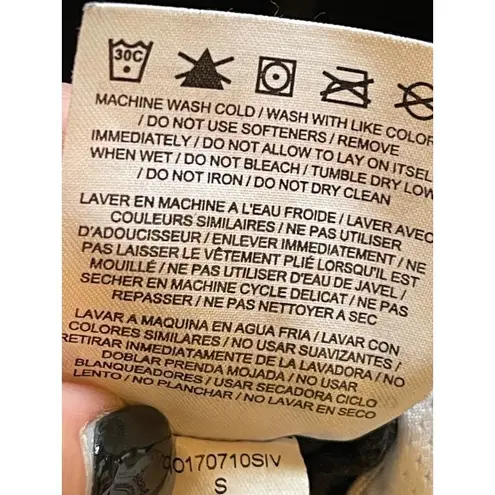 30C
MACHINE WASH COLD / WASH WITH LIKE COLOR
/ DO NOT USE SOFTENERS / REMOVE
IMMEDIATELY / DO NOT ALLOW TO LAY ON ITSELF
WHEN WET / DO NOT BLEACH / TUMBLE DRY LOW
/ DO NOT IRON / DO NOT DRY CLEAN
LAVER EN MACHINE A L'EAU FROIDE / LAVER AVEC
COULEURS SIMILAIRES / NE PAS UTILISER
D'ADOUCISSEUR / ENLEVER IMMEDIATEMENT / NE
PAS LAISSER LE VÊTEMENT PLIÉ LORSQU'IL EST
MOUILLÉ / NE PAS UTILISER D'EAU DE JAVEL /
SECHER EN MACHINE CYCLE DELICAT / NE PAS
REPASSER / NE PAS NETTOYER A SEC
LAVAR A MAQUINA EN AGUA FRIA / LAVAR CON
COLORES SIMILARES / NO USAR SUAVIZANTES /
RETIRAR INMEDIATAMENTE DE LA LAVADORA / NO
DOBLAR PRENDA MOJADA / NO USAR
BLANQUEADORES / USAR SECADORA CICLO
LENTO / NO PLANCHAR / NO LAVAR EN SECO
O170710SIV
S